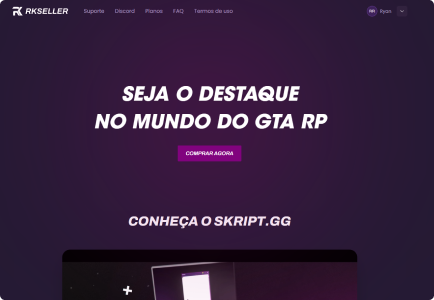 RKSELLER
Suporte Discord Planos FAQ Termos de uso
RR Ryan
SEJA O DESTAQUE
NO MUNDO DO GTA RP
COMPRAR AGORA
CONHEÇA O SKRIPT.GG